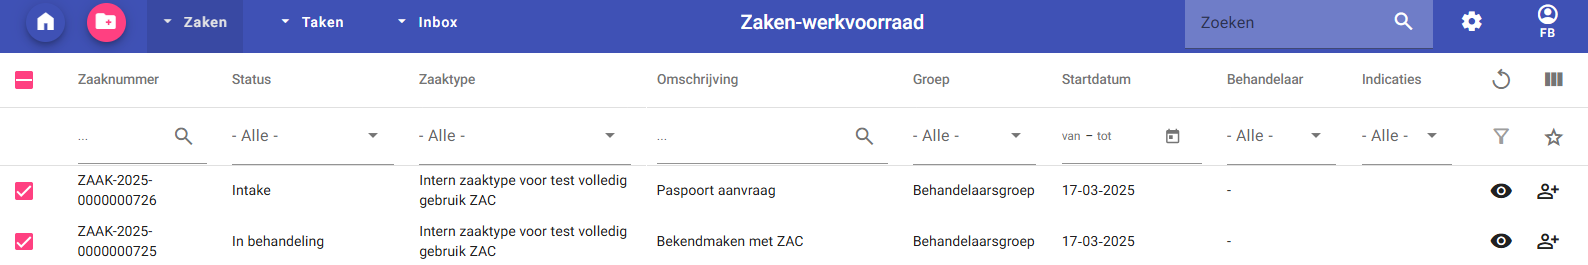 Zaken
Taken
Inbox
Zaken-werkvoorraad
Zoeken
FB
Zaaknummer Status Zaaktype Omschrijving Groep Startdatum Behandelaar Indicaties
... - Alle - - Alle - ... - Alle - van – tot - Alle - - Alle -
ZAAK-2025-
0000000726
Intake
Intern zaaktype voor test volledig
gebruik ZAC
Paspoort aanvraag
Behandelaarsgroep
17-03-2025
-
ZAAK-2025-
0000000725
In behandeling
Intern zaaktype voor test volledig
gebruik ZAC
Bekendmaken met ZAC
Behandelaarsgroep
17-03-2025
-